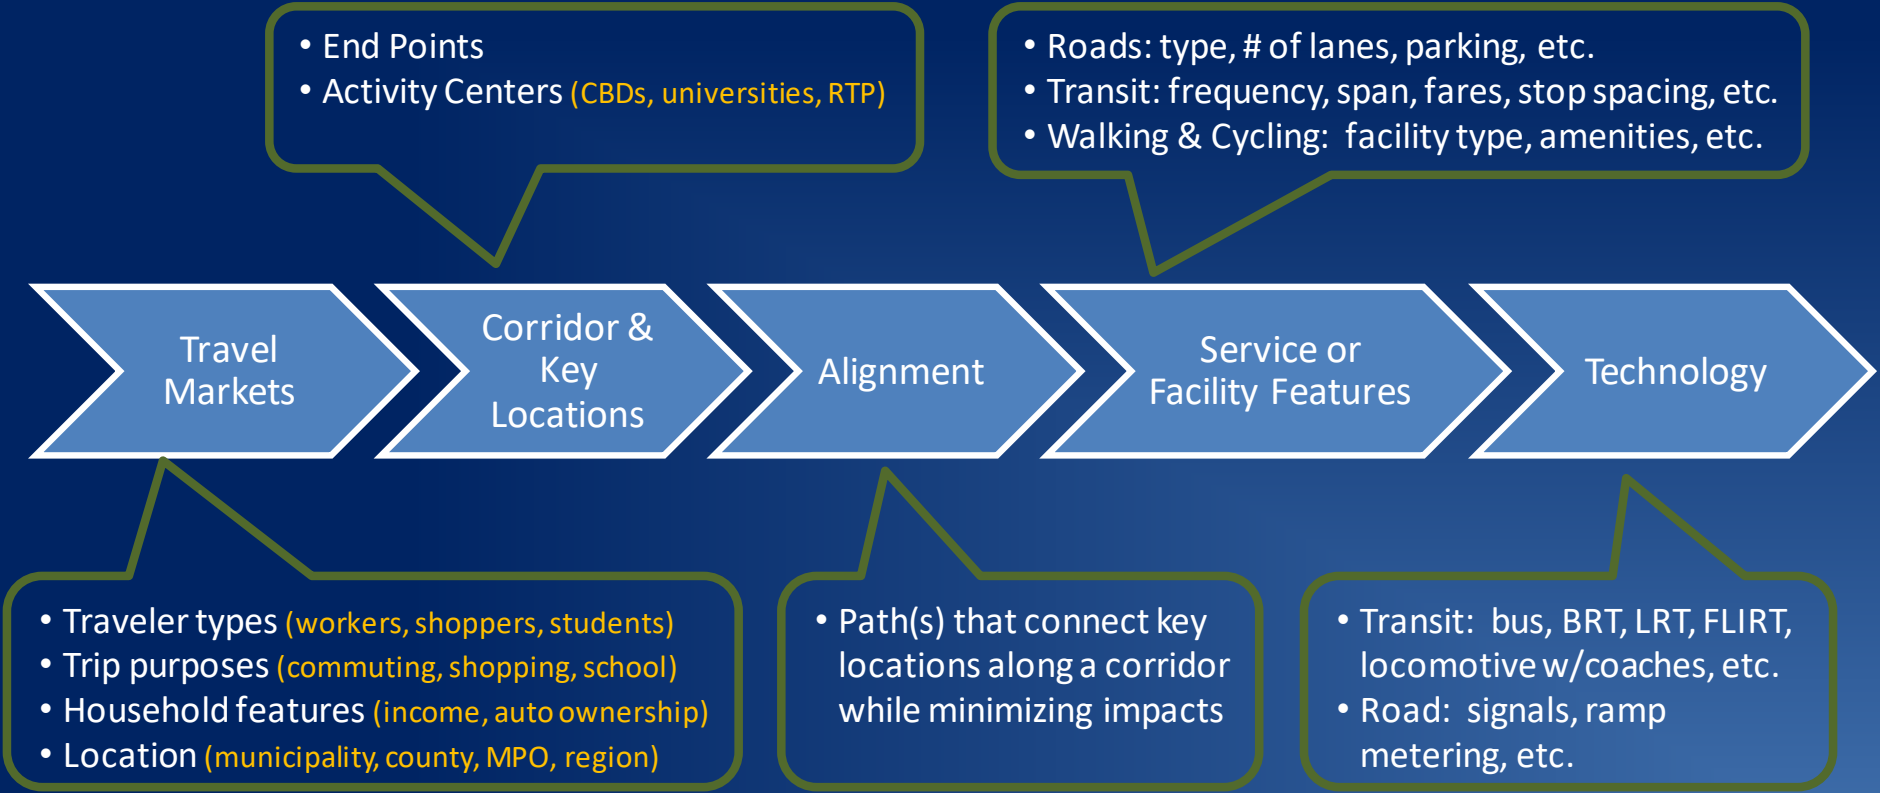 • End Points
• Activity Centers (CBDs, universities, RTP)
• Roads: type, # of lanes, parking, etc.
• Transit: frequency, span, fares, stop spacing, etc.
• Walking & Cycling: facility type, amenities, etc.
Travel
Markets
Corridor &
Key
Locations
Alignment
Service or
Facility Features
Technology
• Traveler types (workers, shoppers, students)
• Trip purposes (commuting, shopping, school)
• Household features (income, auto ownership)
• Location (municipality, county, MPO, region)
• Path(s) that connect key
locations along a corridor
while minimizing impacts
• Transit: bus, BRT, LRT, FLIRT,
locomotive w/coaches, etc.
• Road: signals, ramp
metering, etc.